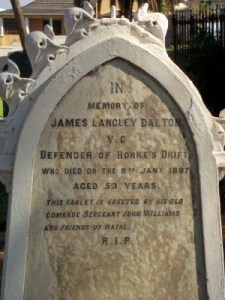 IN
MEMORY OF
JAMES LANGLEY DALTON
V.C
DEFENDER OF RORKE'S DRIFT
WHO DIED ON THE 8TH JANY 1887
AGED 53 YEARS
THIS TABLET IS ERECTED BY HIS OLD
COMRADE SERGEANT JOHN WILLIAMS
AND FRIENDS OF NATAL
R.I.P